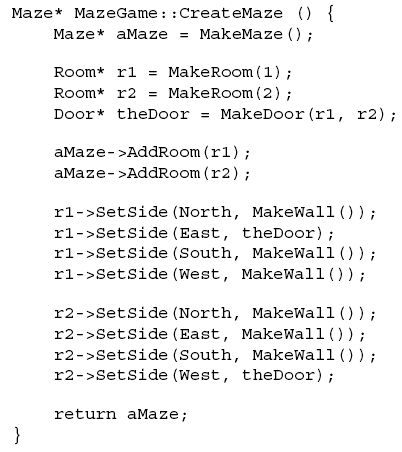 Maze* MazeGame::CreateMaze () {
    Maze* aMaze = MakeMaze();

    Room* r1 = MakeRoom(1);
    Room* r2 = MakeRoom(2);
    Door* theDoor = MakeDoor(r1, r2);

    aMaze->AddRoom(r1);
    aMaze->AddRoom(r2);

    r1->SetSide(North, MakeWall());
    r1->SetSide(East, theDoor);
    r1->SetSide(South, MakeWall());
    r1->SetSide(West, MakeWall());

    r2->SetSide(North, MakeWall());
    r2->SetSide(East, MakeWall());
    r2->SetSide(South, MakeWall());
    r2->SetSide(West, theDoor);

    return aMaze;
}